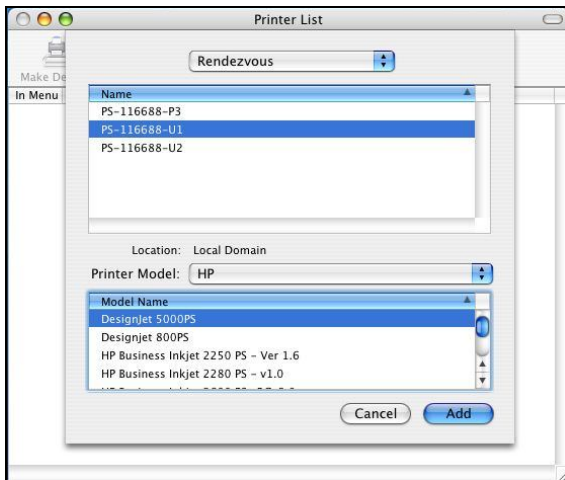 Printer List
Rendezvous
Make De
In Menu
Name
PS-116688-P3
PS-116688-U1
PS-116688-U2
Location: Local Domain
Printer Model: HP
Model Name
DesignJet 5000PS
DesignJet 800PS
HP Business Inkjet 2250 PS - Ver 1.6
HP Business Inkjet 2280 PS - v1.0
Cancel Add